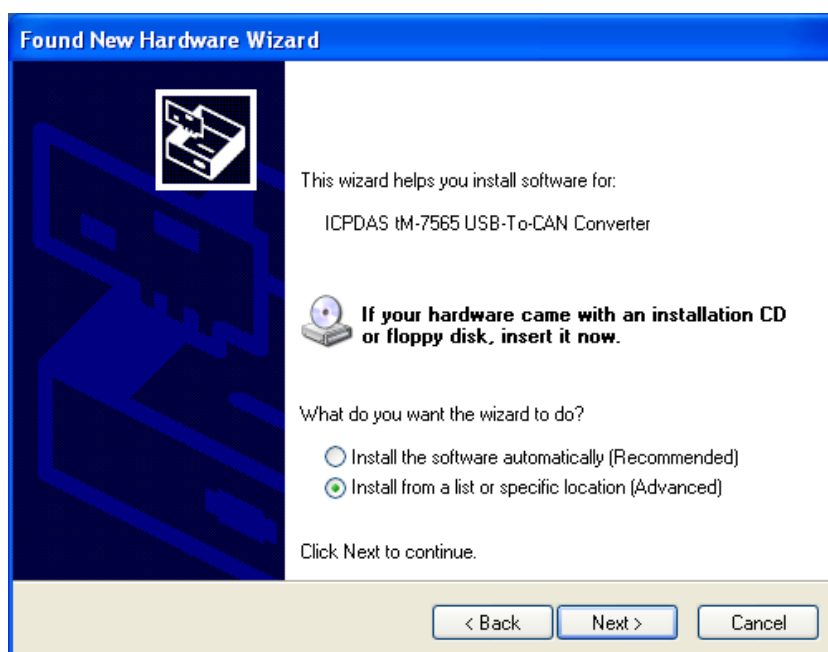 Found New Hardware Wizard
This wizard helps you install software for:
ICPDAS tM-7565 USB-To-CAN Converter
If your hardware came with an installation CD
or floppy disk, insert it now.
What do you want the wizard to do?
Install the software automatically (Recommended)
Install from a list or specific location (Advanced)
Click Next to continue.
< Back
Next >
Cancel